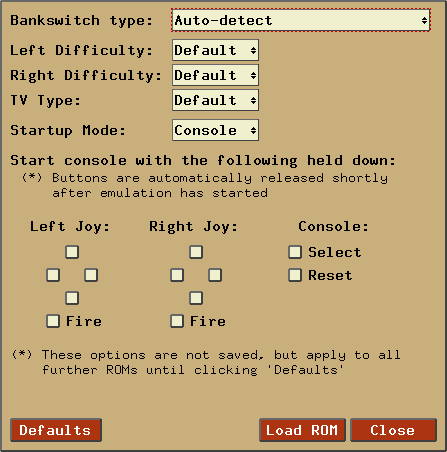 Bankswitch type: Auto-detect
Left Difficulty: Default
Right Difficulty: Default
TV Type: Default
Startup Mode: Console
Start console with the following held down:
(*) Buttons are automatically released shortly
after emulation has started
Left Joy: Right Joy: Console:
Select
Reset
Fire Fire
(*) These options are not saved, but apply to all
further ROMs until clicking 'Defaults'
Defaults Load ROM Close